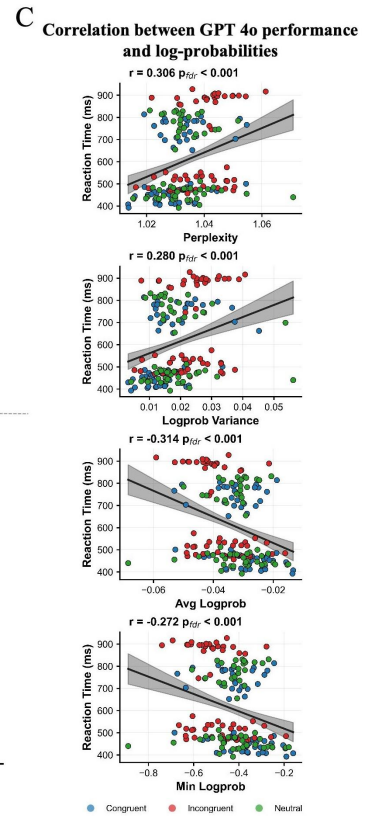 C
Correlation between GPT 4o performance
and log-probabilities
r = 0.306 pfdr < 0.001
Reaction Time (ms)
900
800
700
600
500
400
1.02 1.04 1.06
Perplexity
r = 0.280 pfdr < 0.001
Reaction Time (ms)
900
800
700
600
500
400
0.01 0.02 0.03 0.04 0.05
Logprob Variance
r = -0.314 pfdr < 0.001
Reaction Time (ms)
900
800
700
600
500
400
−0.06 −0.04 −0.02
Avg Logprob
r = -0.272 pfdr < 0.001
Reaction Time (ms)
900
800
700
600
500
400
−0.8 −0.6 −0.4 −0.2
Min Logprob
Congruent Incongruent Neutral